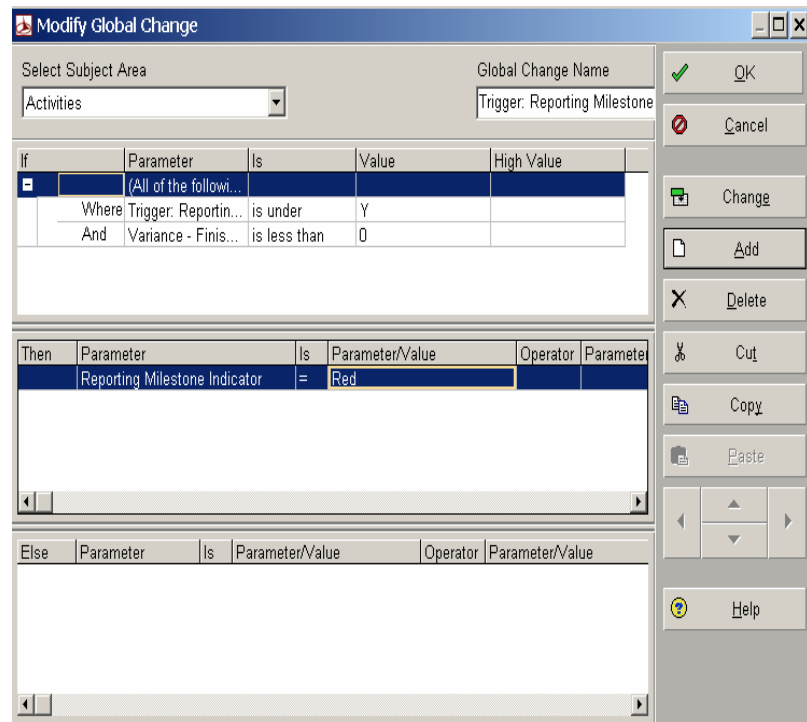 Modify Global Change
Select Subject Area
Global Change Name
Activities
Trigger: Reporting Milestone
OK
Cancel
Change
Add
Delete
Cut
Copy
Paste
Help
If Parameter Is Value High Value
(All of the followi...
Where Trigger: Reportin... is under Y
And Variance - Finis... is less than 0
Then Parameter Is Parameter/Value Operator Parameter
Reporting Milestone Indicator = Red
Else Parameter Is Parameter/Value Operator Parameter/Value